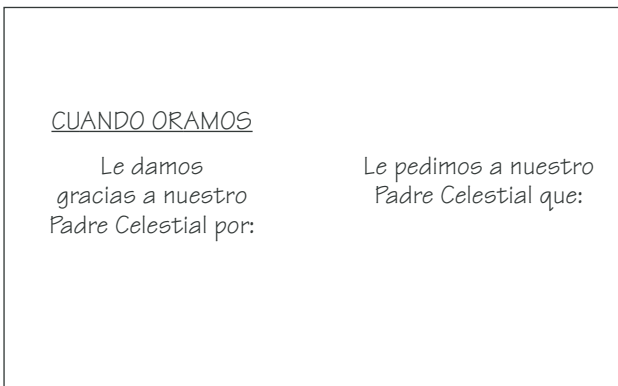 CUANDO ORAMOS
Le damos
gracias a nuestro
Padre Celestial por:
Le pedimos a nuestro
Padre Celestial que: